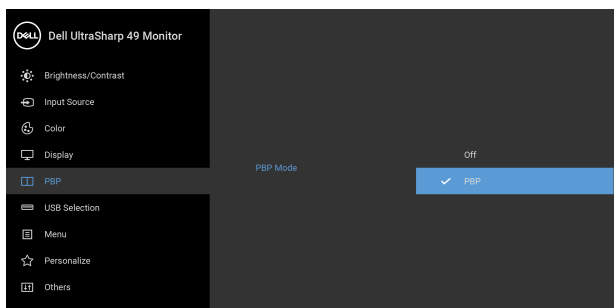 DELL
Dell UltraSharp 49 Monitor
Brightness/Contrast
Input Source
Color
Display
PBP
USB Selection
Menu
Personalize
Others
PBP Mode
Off
PBP